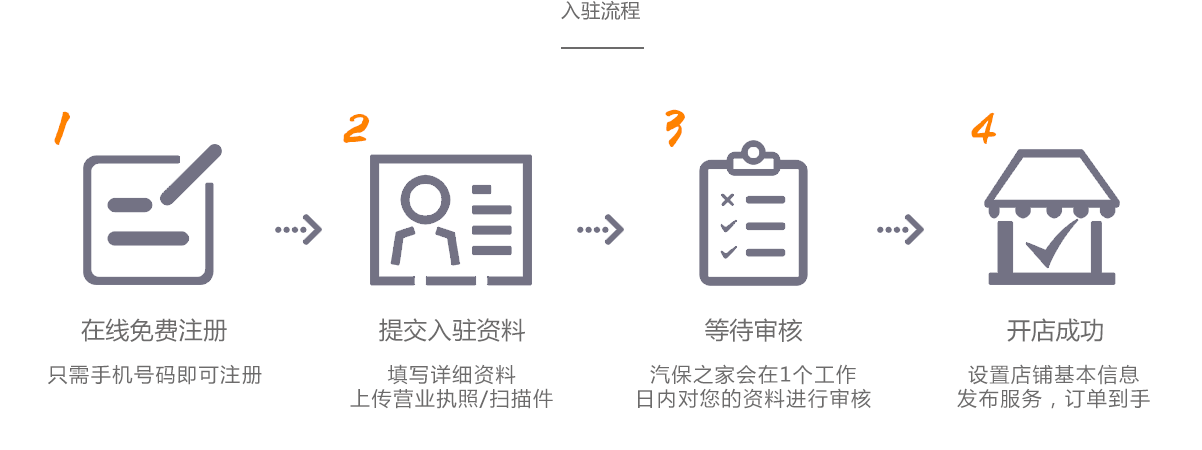 入驻流程
1
2
3
4
在线免费注册
只需手机号码即可注册
提交入驻资料
填写详细资料
上传营业执照/扫描件
等待审核
汽保之家会在1个工作
日内对您的资料进行审核
开店成功
设置店铺基本信息
发布服务，订单到手